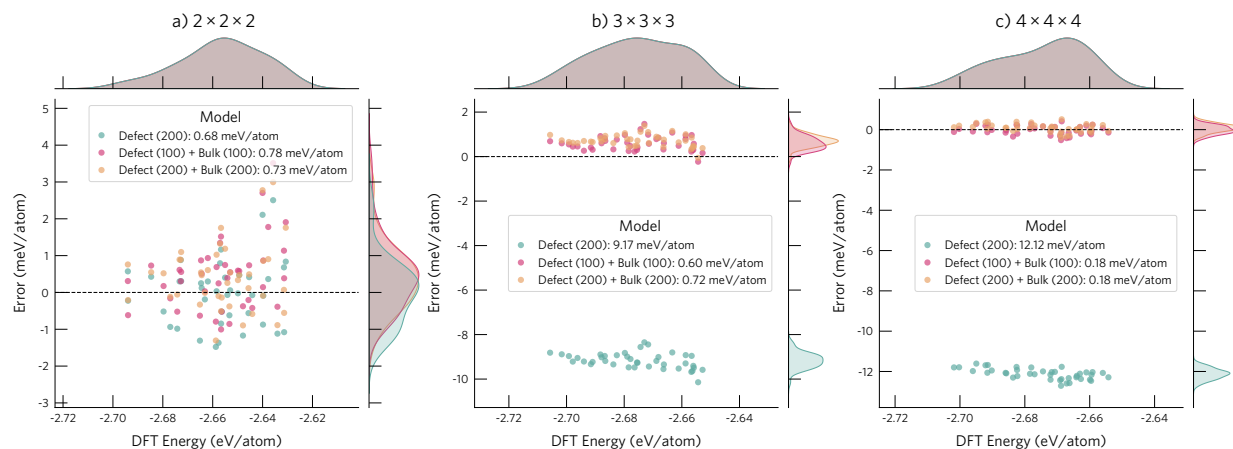 a) 2 × 2 × 2
Model
Defect (200): 0.68 meV/atom
Defect (100) + Bulk (100): 0.78 meV/atom
Defect (200) + Bulk (200): 0.73 meV/atom
Error (meV/atom)
5
4
3
2
1
0
-1
-2
-3
-2.72
-2.70
-2.68
-2.66
-2.64
-2.62
DFT Energy (eV/atom)
b) 3 × 3 × 3
Model
Defect (200): 9.17 meV/atom
Defect (100) + Bulk (100): 0.60 meV/atom
Defect (200) + Bulk (200): 0.72 meV/atom
Error (meV/atom)
2
0
-2
-4
-6
-8
-10
-2.72
-2.70
-2.68
-2.66
-2.64
DFT Energy (eV/atom)
c) 4 × 4 × 4
Model
Defect (200): 12.12 meV/atom
Defect (100) + Bulk (100): 0.18 meV/atom
Defect (200) + Bulk (200): 0.18 meV/atom
Error (meV/atom)
0
-2
-4
-6
-8
-10
-12
-2.72
-2.70
-2.68
-2.66
-2.64
DFT Energy (eV/atom)